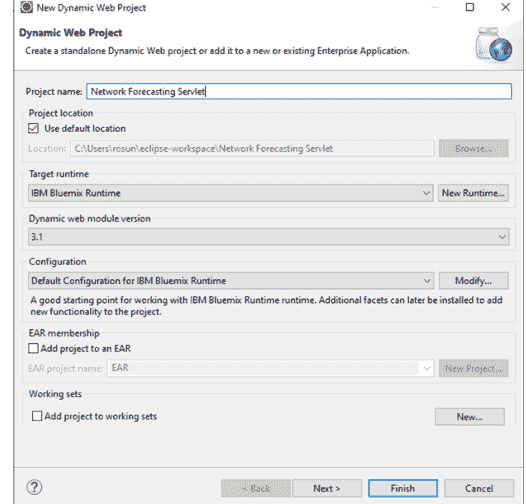 New Dynamic Web Project
Dynamic Web Project
Create a standalone Dynamic Web project or add it to a new or existing Enterprise Application.
Project name: Network Forecasting Servlet
Project location
Use default location
Location: C:\Users\rosun\eclipse-workspace\Network Forecasting Servlet Browse...
Target runtime
IBM Bluemix Runtime New Runtime...
Dynamic web module version
3.1
Configuration
Default Configuration for IBM Bluemix Runtime Modify...
A good starting point for working with IBM Bluemix Runtime runtime. Additional facets can later be installed to add
new functionality to the project.
EAR membership
Add project to an EAR
EAR project name: EAR New Project...
Working sets
Add project to working sets New...
? < Back Next > Finish Cancel